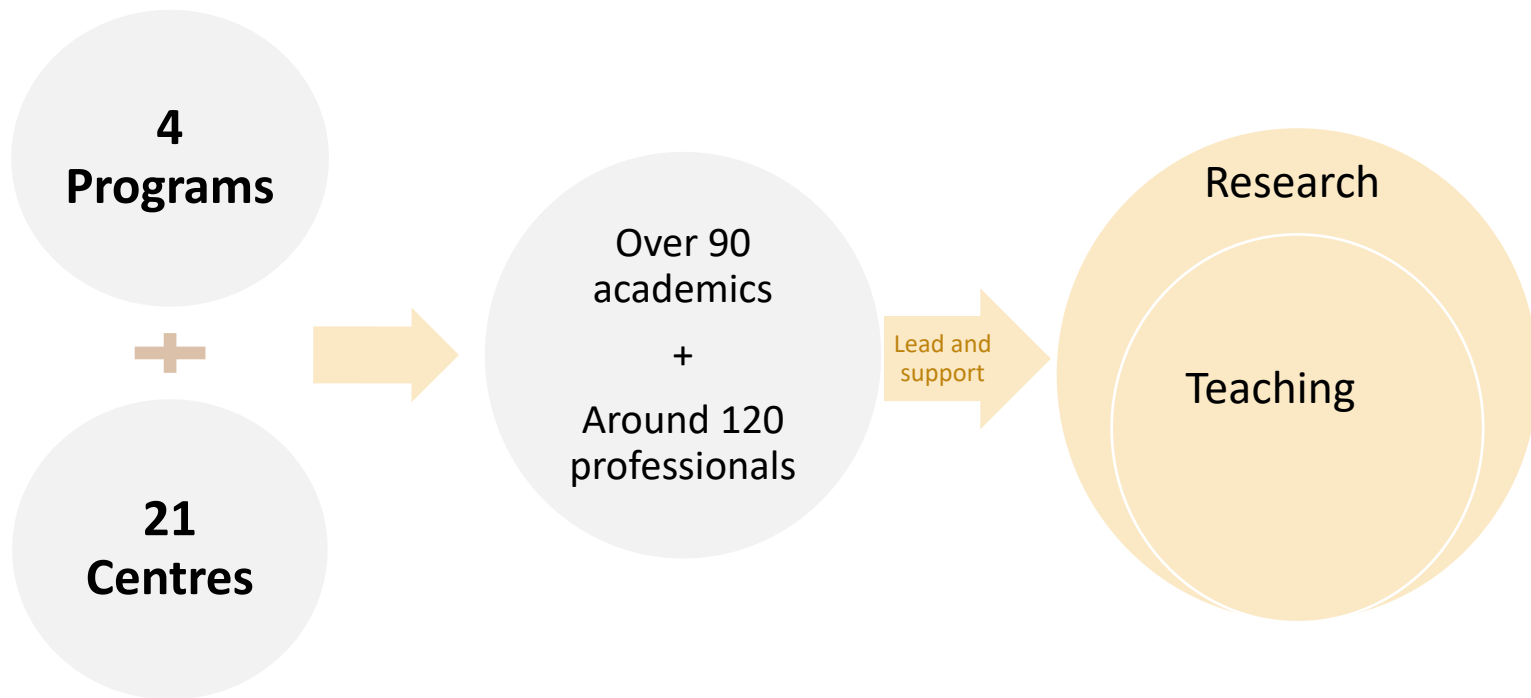 4
Programs
21
Centres
Over 90
academics
+
Around 120
professionals
Lead and
support
Research
Teaching